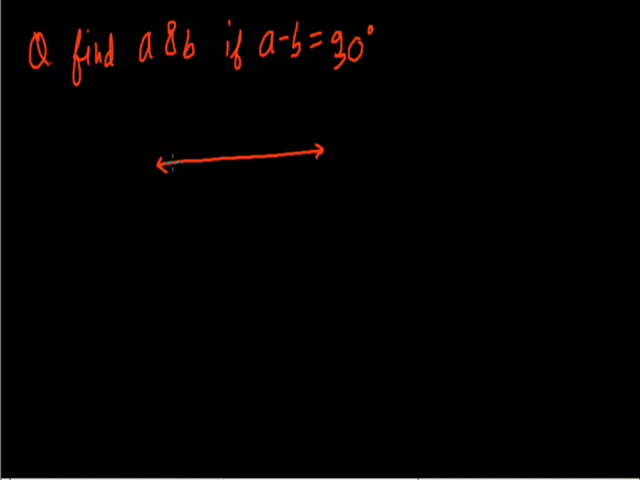 Q find a & b if a-b = 90°